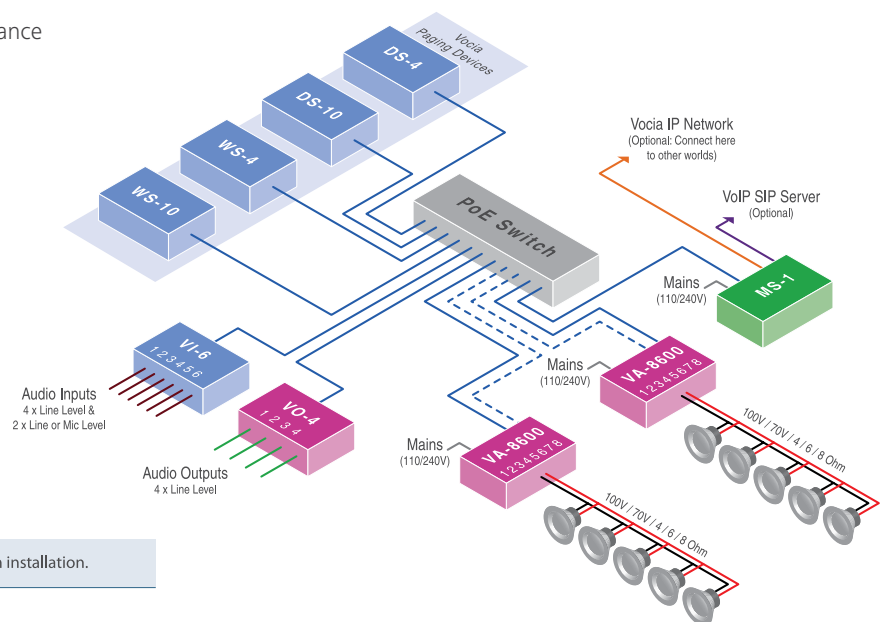 ance
Vocia
Paging Devices
DS-4
DS-10
WS-4
WS-10
PoE Switch
Vocia IP Network
(Optional: Connect here
to other worlds)
VoIP SIP Server
(Optional)
Mains
(110/240V)
MS-1
VI-6
1 2 3 4 5 6
Audio Inputs
4 x Line Level &
2 x Line or Mic Level
VO-4
1 2 3 4
Audio Outputs
4 x Line Level
Mains
(110/240V)
VA-8600
1 2 3 4 5 6 7 8
100V / 70V / 4 / 6 / 8 Ohm
Mains
(110/240V)
VA-8600
1 2 3 4 5 6 7 8
100V / 70V / 4 / 6 / 8 Ohm
installation.